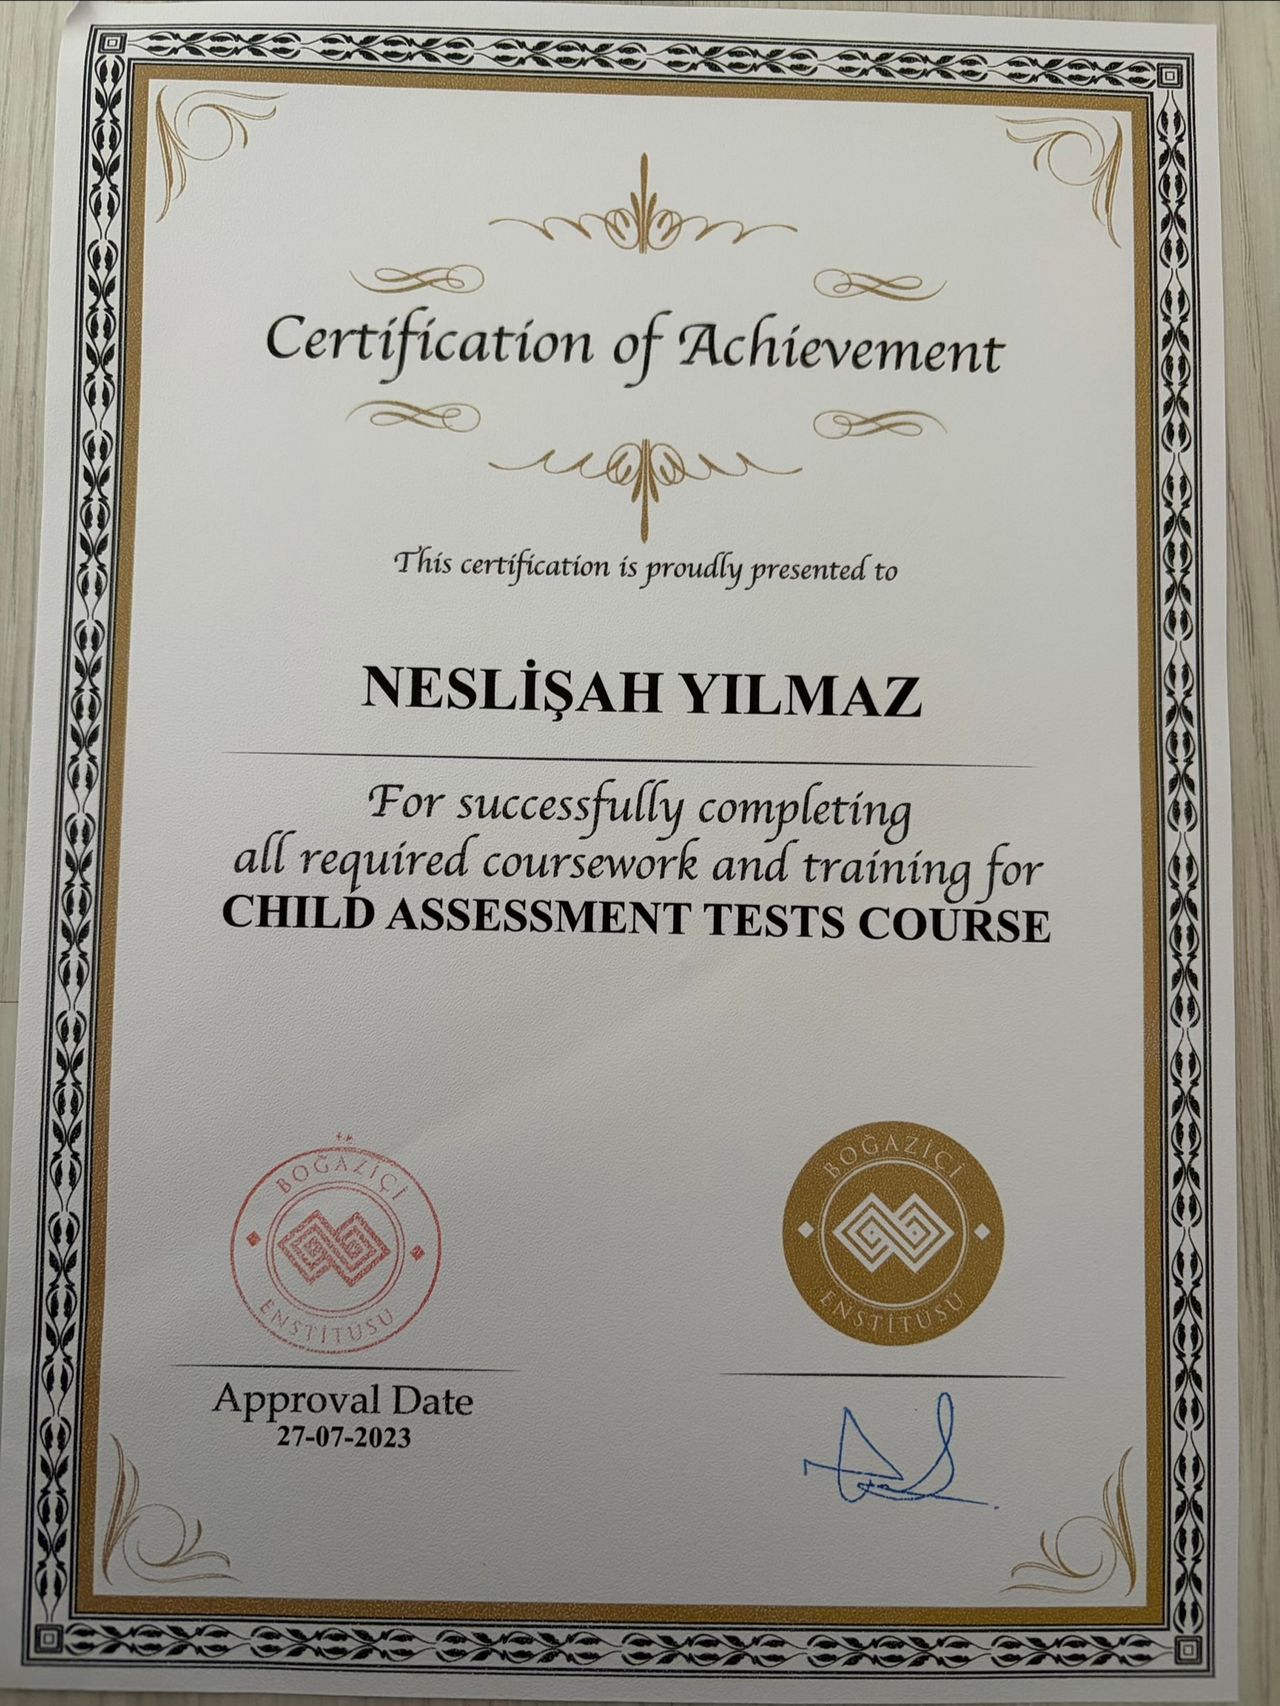 Certification of Achievement
This certification is proudly presented to
NESLİŞAH YILMAZ
For successfully completing
all required coursework and training for
CHILD ASSESSMENT TESTS COURSE
BOĞAZİÇİ
ENSTİTÜSÜ
BOĞAZİÇİ
ENSTİTÜSÜ
Approval Date
27-07-2023